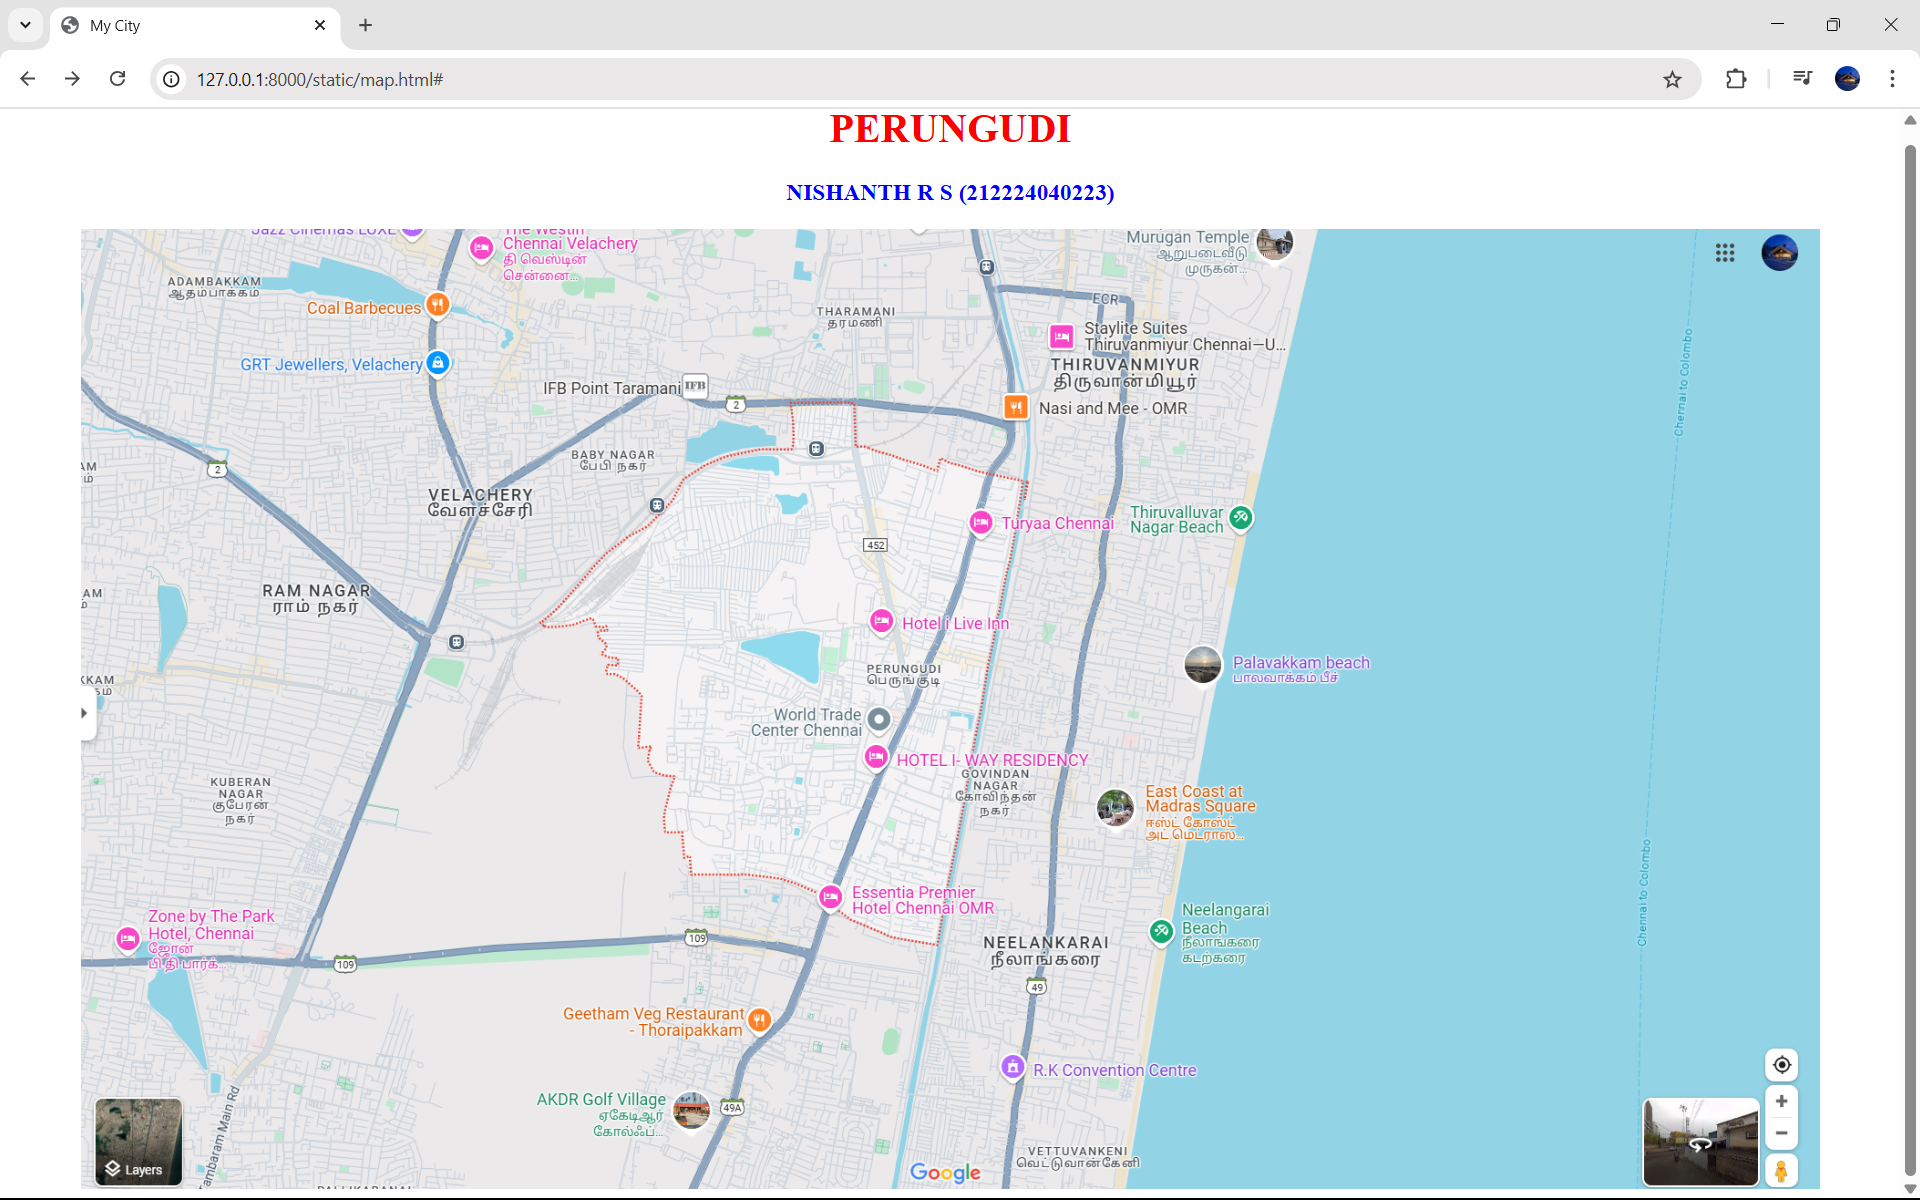 My City
127.0.0.1:8000/static/map.html#
PERUNGUDI
NISHANTH R S (212224040223)
Jazz Cinemas LUXE
The Westin
Chennai Velachery
தி வெஸ்டின்
சென்னை...
Murugan Temple
ஆறுபடைவீடு
முருகன்...
ADAMBAKKAM
ஆதம்பாக்கம்
Coal Barbecues
ECR
THARAMANI
தரமணி
Staylite Suites
Thiruvanmiyur Chennai–U...
THIRUVANMIYUR
திருவான்மியூர்
GRT Jewellers, Velachery
IFB Point Taramani
IFB
2
Nasi and Mee - OMR
Chennai to Colombo
BABY NAGAR
பேபி நகர்
2
AM
VELACHERY
வேளச்சேரி
Turyaa Chennai
Thiruvalluvar
Nagar Beach
452
RAM NAGAR
ராம் நகர்
AM
Hotel i Live Inn
PERUNGUDI
பெருங்குடி
Palavakkam beach
பாலவாக்கம் பீச்
KKAM
World Trade
Center Chennai
HOTEL I- WAY RESIDENCY
GOVINDAN
NAGAR
கோவிந்தன்
நகர்
KUBERAN
NAGAR
குபேரன்
நகர்
East Coast at
Madras Square
ஈஸ்ட் கோஸ்ட்
அட் மெட்ராஸ்...
Essentia Premier
Hotel Chennai OMR
Chennai to Colombo
Zone by The Park
Hotel, Chennai
ஜோன்
பி தி பார்க்...
Neelangarai
Beach
நீலாங்கரை
கடற்கரை
109
109
NEELANKARAI
நீலாங்கரை
49
Geetham Veg Restaurant
- Thoraipakkam
R.K Convention Centre
AKDR Golf Village
ஏகேடிஆர்
கோல்ஃப்...
49A
VETTUVANKENI
வெட்டுவான்கேனி
Layers
Google